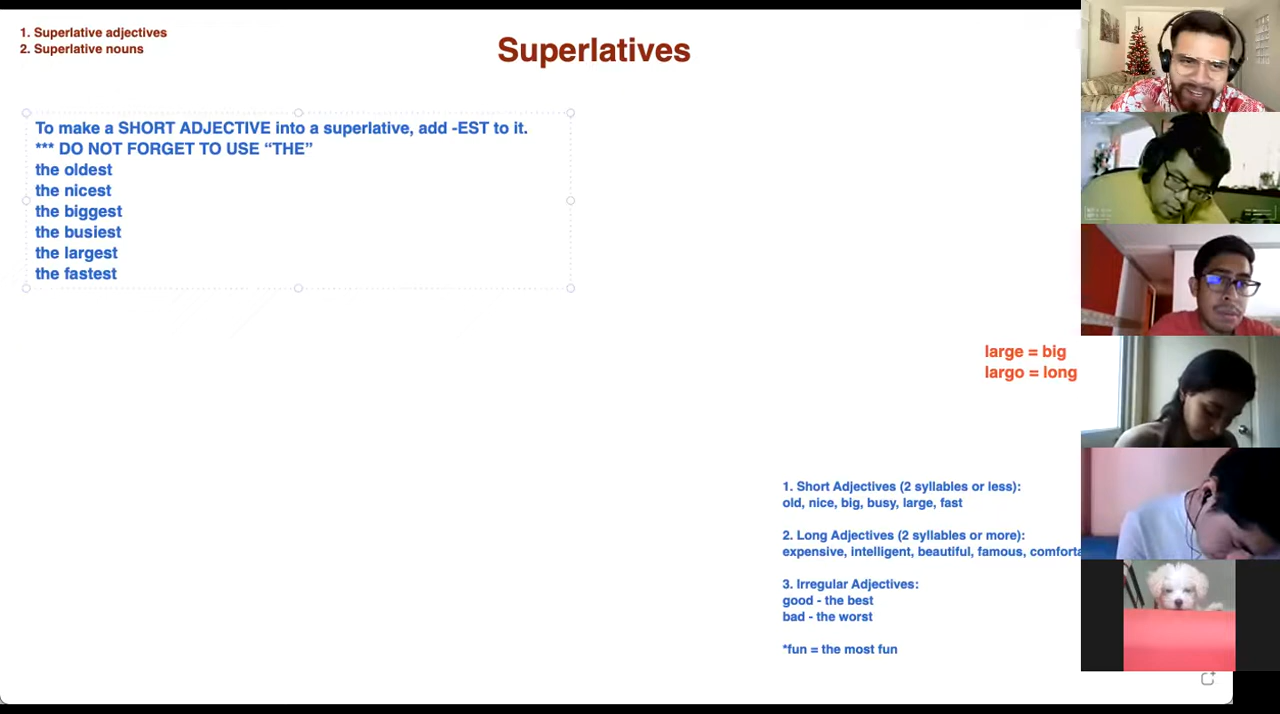 1. Superlative adjectives
2. Superlative nouns
Superlatives
To make a SHORT ADJECTIVE into a superlative, add -EST to it.
*** DO NOT FORGET TO USE “THE”
the oldest
the nicest
the biggest
the busiest
the largest
the fastest
large = big
largo = long
1. Short Adjectives (2 syllables or less):
old, nice, big, busy, large, fast
2. Long Adjectives (2 syllables or more):
expensive, intelligent, beautiful, famous,
3. Irregular Adjectives:
good - the best
bad - the worst
*fun = the most fun